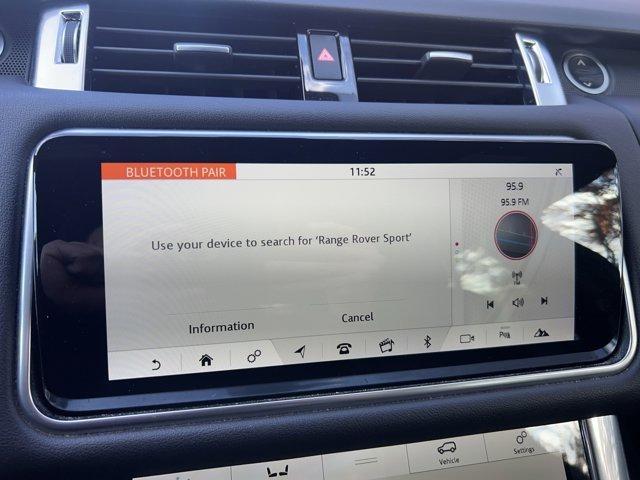 BLUETOOTH PAIR
11:52
95.9
95.9 FM
Use your device to search for ‘Range Rover Sport’
Information
Cancel
Vehicle
Settings